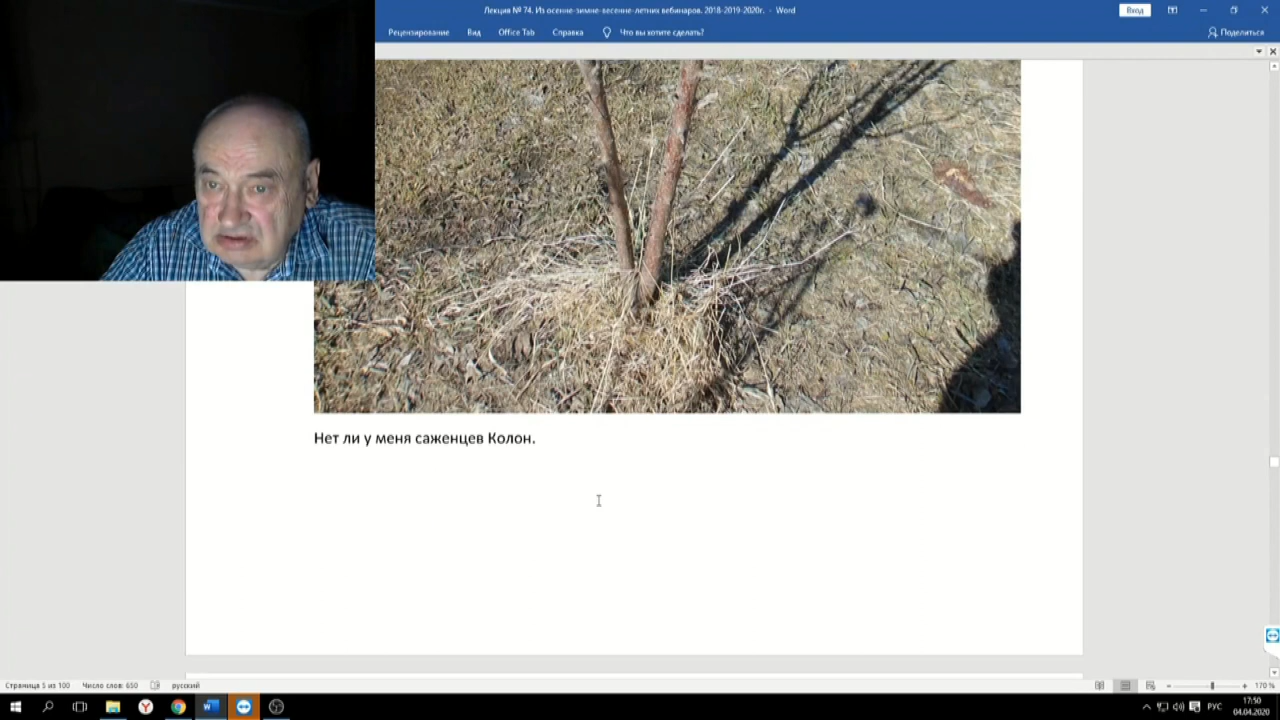 Лекция № 74. Из осенне-зимне-весенне-летних вебинаров. 2018-2019-2020г. - Word
Вход
Рецензирование Вид Office Tab Справка Что вы хотите сделать? Поделиться
Нет ли у меня саженцев Колон.
Страница 5 из 100 Число слов: 650 русский 170 %
17:50
РУС
04.04.2020